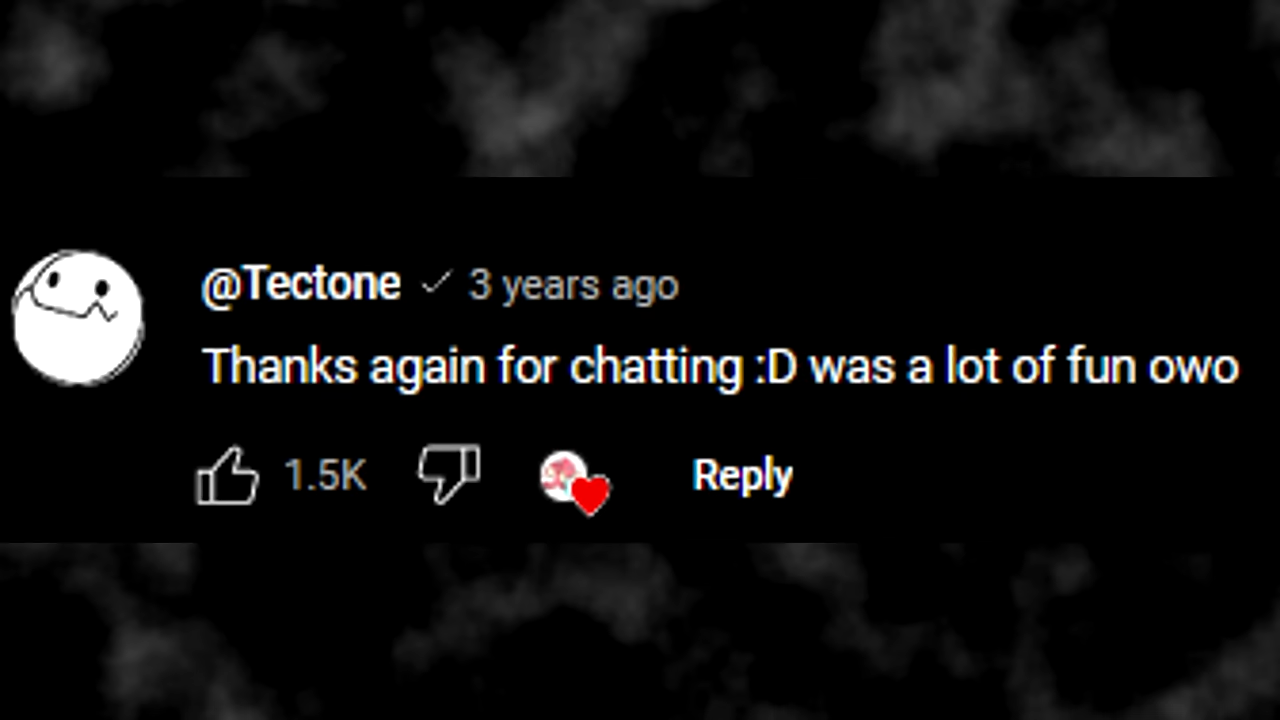 @Tectone ✓ 3 years ago
Thanks again for chatting :D was a lot of fun owo
1.5K Reply